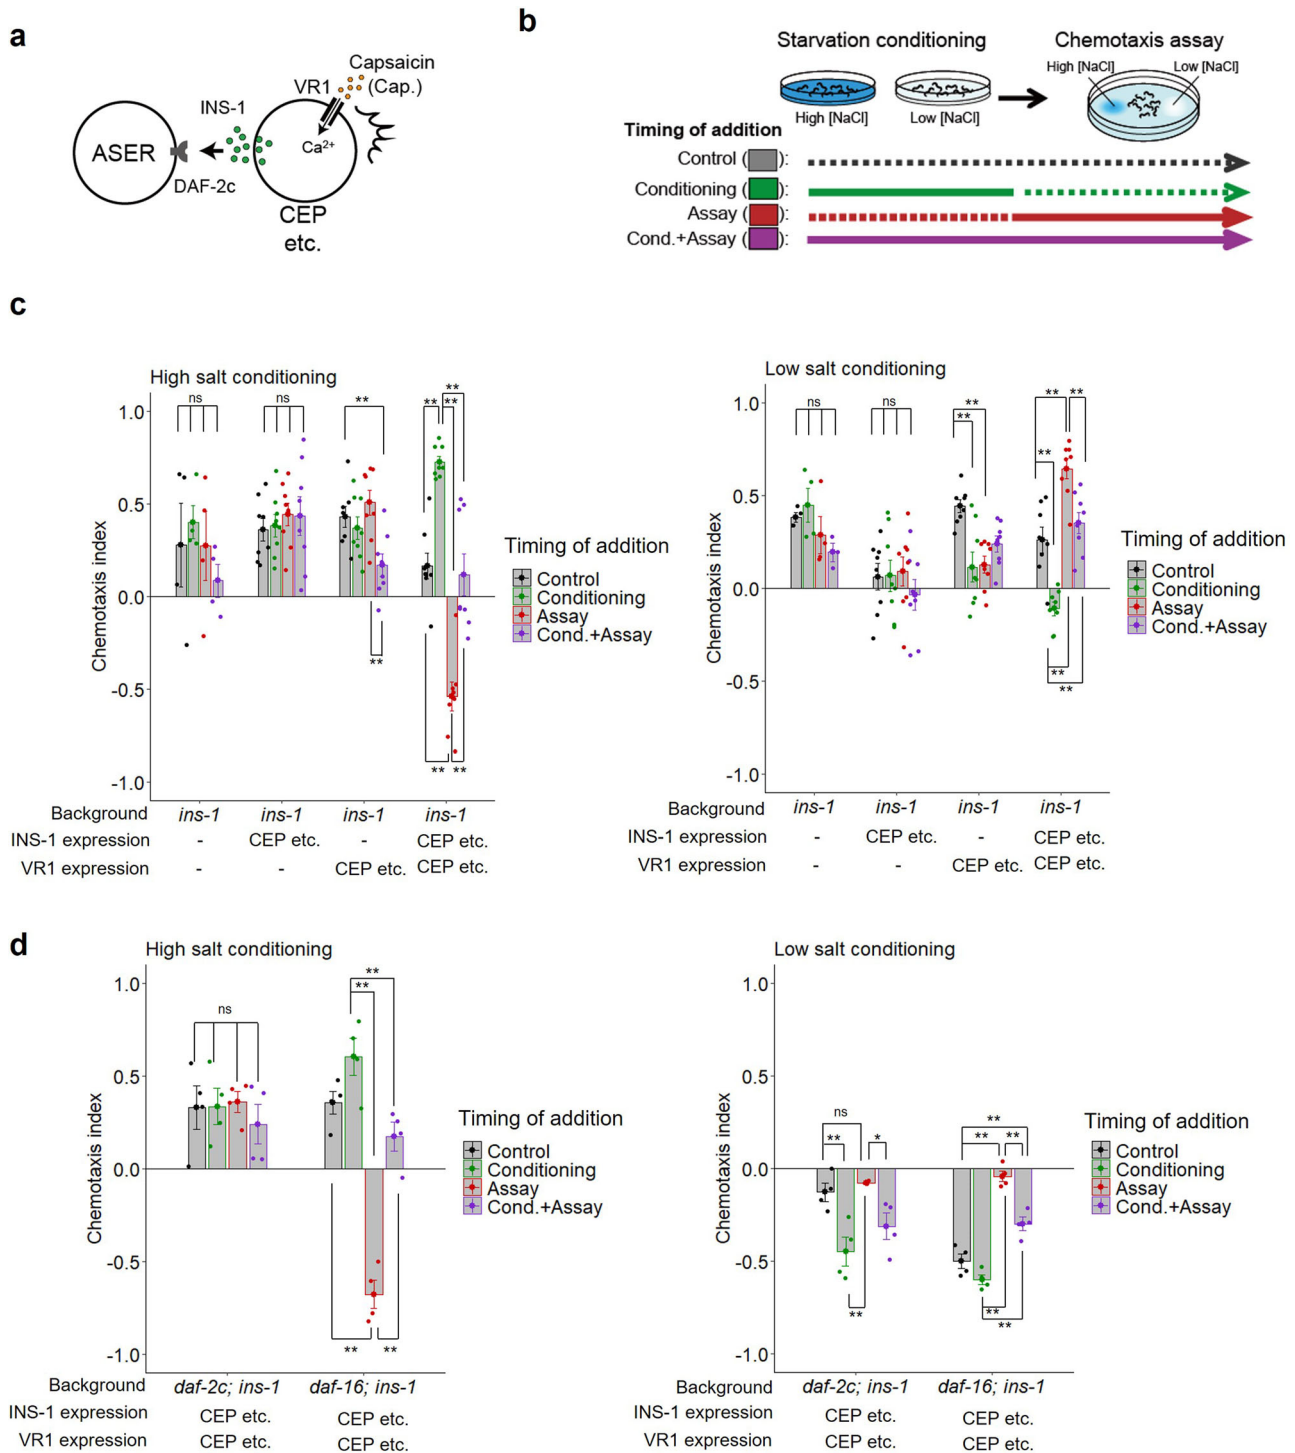 a
Capsaicin
(Cap.)
VR1
INS-1
Ca2+
ASER
DAF-2c
CEP
etc.
b
Starvation conditioning
Chemotaxis assay
High [NaCl]
Low [NaCl]
High [NaCl]
Low [NaCl]
Timing of addition
Control ( ):
Conditioning ( ):
Assay ( ):
Cond.+Assay ( ):
c
High salt conditioning
Chemotaxis index
1.0
0.5
0.0
-0.5
-1.0
ns
ns
**
**
**
**
**
**
**
Timing of addition
Control
Conditioning
Assay
Cond.+Assay
Background ins-1 ins-1 ins-1 ins-1
INS-1 expression - CEP etc. - CEP etc.
VR1 expression - - CEP etc. CEP etc.
Low salt conditioning
Chemotaxis index
1.0
0.5
0.0
-0.5
-1.0
ns
ns
**
**
**
**
**
**
**
Timing of addition
Control
Conditioning
Assay
Cond.+Assay
Background ins-1 ins-1 ins-1 ins-1
INS-1 expression - CEP etc. - CEP etc.
VR1 expression - - CEP etc. CEP etc.
d
High salt conditioning
Chemotaxis index
1.0
0.5
0.0
-0.5
-1.0
ns
**
**
**
**
Timing of addition
Control
Conditioning
Assay
Cond.+Assay
Background daf-2c; ins-1 daf-16; ins-1
INS-1 expression CEP etc. CEP etc.
VR1 expression CEP etc. CEP etc.
Low salt conditioning
Chemotaxis index
1.0
0.5
0.0
-0.5
-1.0
ns
**
*
**
**
**
**
**
**
Timing of addition
Control
Conditioning
Assay
Cond.+Assay
Background daf-2c; ins-1 daf-16; ins-1
INS-1 expression CEP etc. CEP etc.
VR1 expression CEP etc. CEP etc.